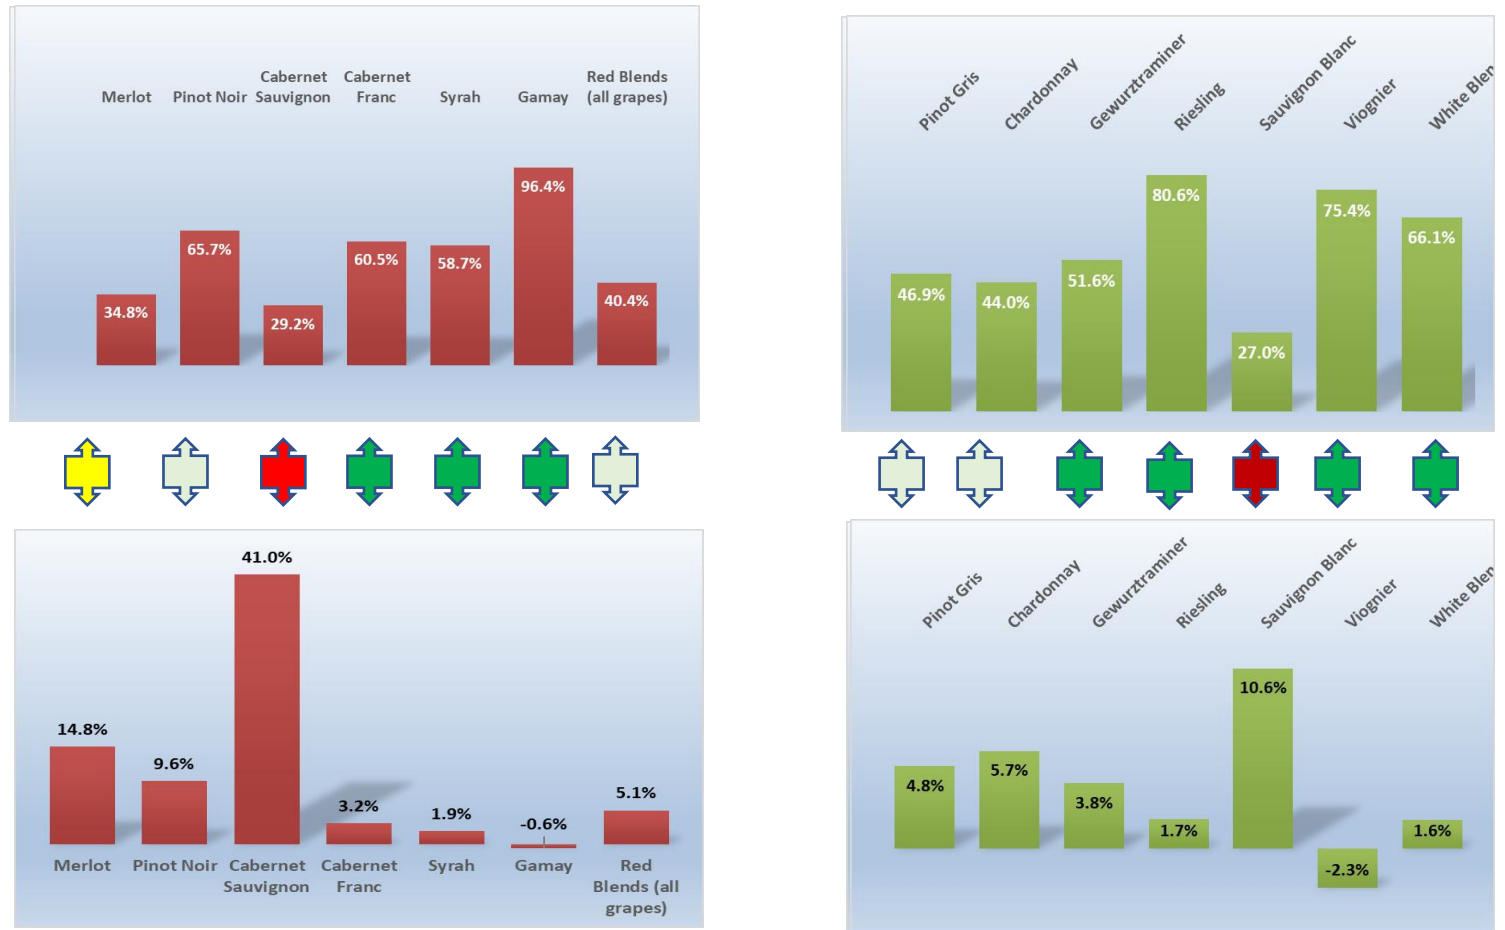 Merlot
Pinot Noir
Cabernet
Sauvignon
Cabernet
Franc
Syrah
Gamay
Red Blends
(all grapes)
34.8%
65.7%
29.2%
60.5%
58.7%
96.4%
40.4%
Pinot Gris
Chardonnay
Gewurztraminer
Riesling
Sauvignon Blanc
Viognier
White Blen
46.9%
44.0%
51.6%
80.6%
27.0%
75.4%
66.1%
14.8%
9.6%
41.0%
3.2%
1.9%
-0.6%
5.1%
Merlot
Pinot Noir
Cabernet
Sauvignon
Cabernet
Franc
Syrah
Gamay
Red
Blends (all
grapes)
Pinot Gris
Chardonnay
Gewurztraminer
Riesling
Sauvignon Blanc
Viognier
White Blen
4.8%
5.7%
3.8%
1.7%
10.6%
-2.3%
1.6%